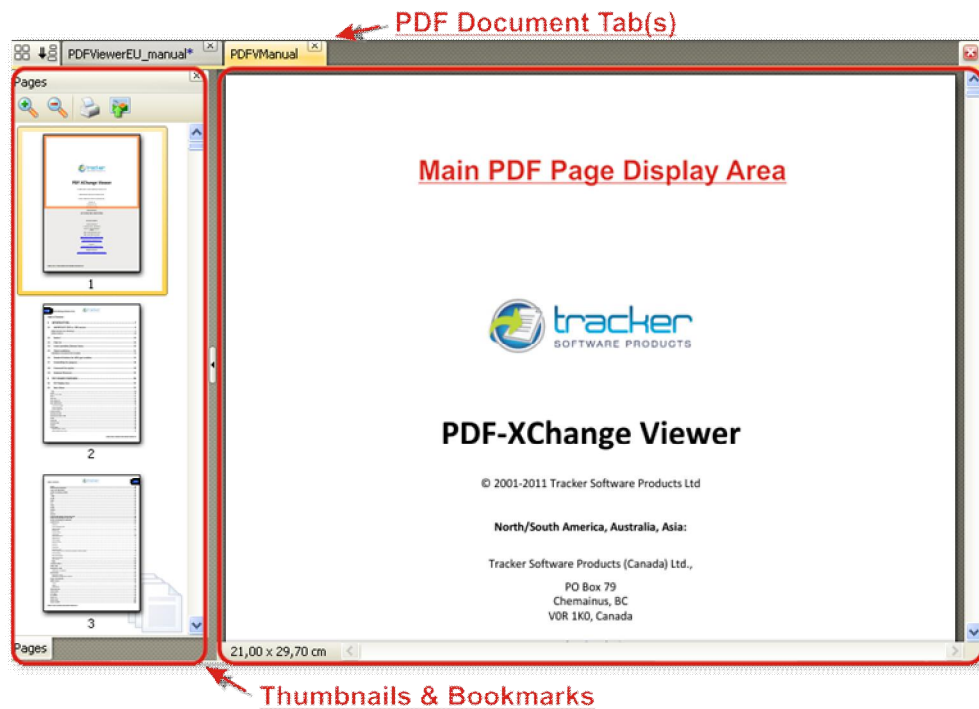 PDF Document Tab(s)
PDFViewerEU_manual*
PDFVManual
Pages
1
2
3
Pages
Main PDF Page Display Area
tracker
SOFTWARE PRODUCTS
PDF-XChange Viewer
© 2001-2011 Tracker Software Products Ltd
North/South America, Australia, Asia:
Tracker Software Products (Canada) Ltd.,
PO Box 79
Chemainus, BC
V0R 1K0, Canada
21,00 x 29,70 cm
Thumbnails & Bookmarks